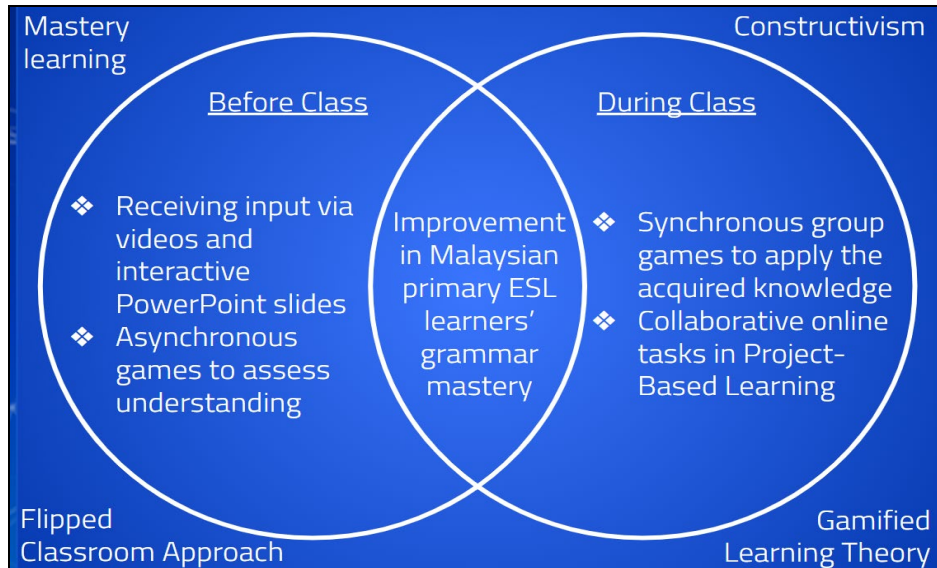 Mastery
learning
Constructivism
Before Class
❖ Receiving input via
videos and
interactive
PowerPoint slides
❖ Asynchronous
games to assess
understanding
Improvement
in Malaysian
primary ESL
learners’
grammar
mastery
During Class
❖ Synchronous group
games to apply the
acquired knowledge
❖ Collaborative online
tasks in Project-
Based Learning
Flipped
Classroom Approach
Gamified
Learning Theory